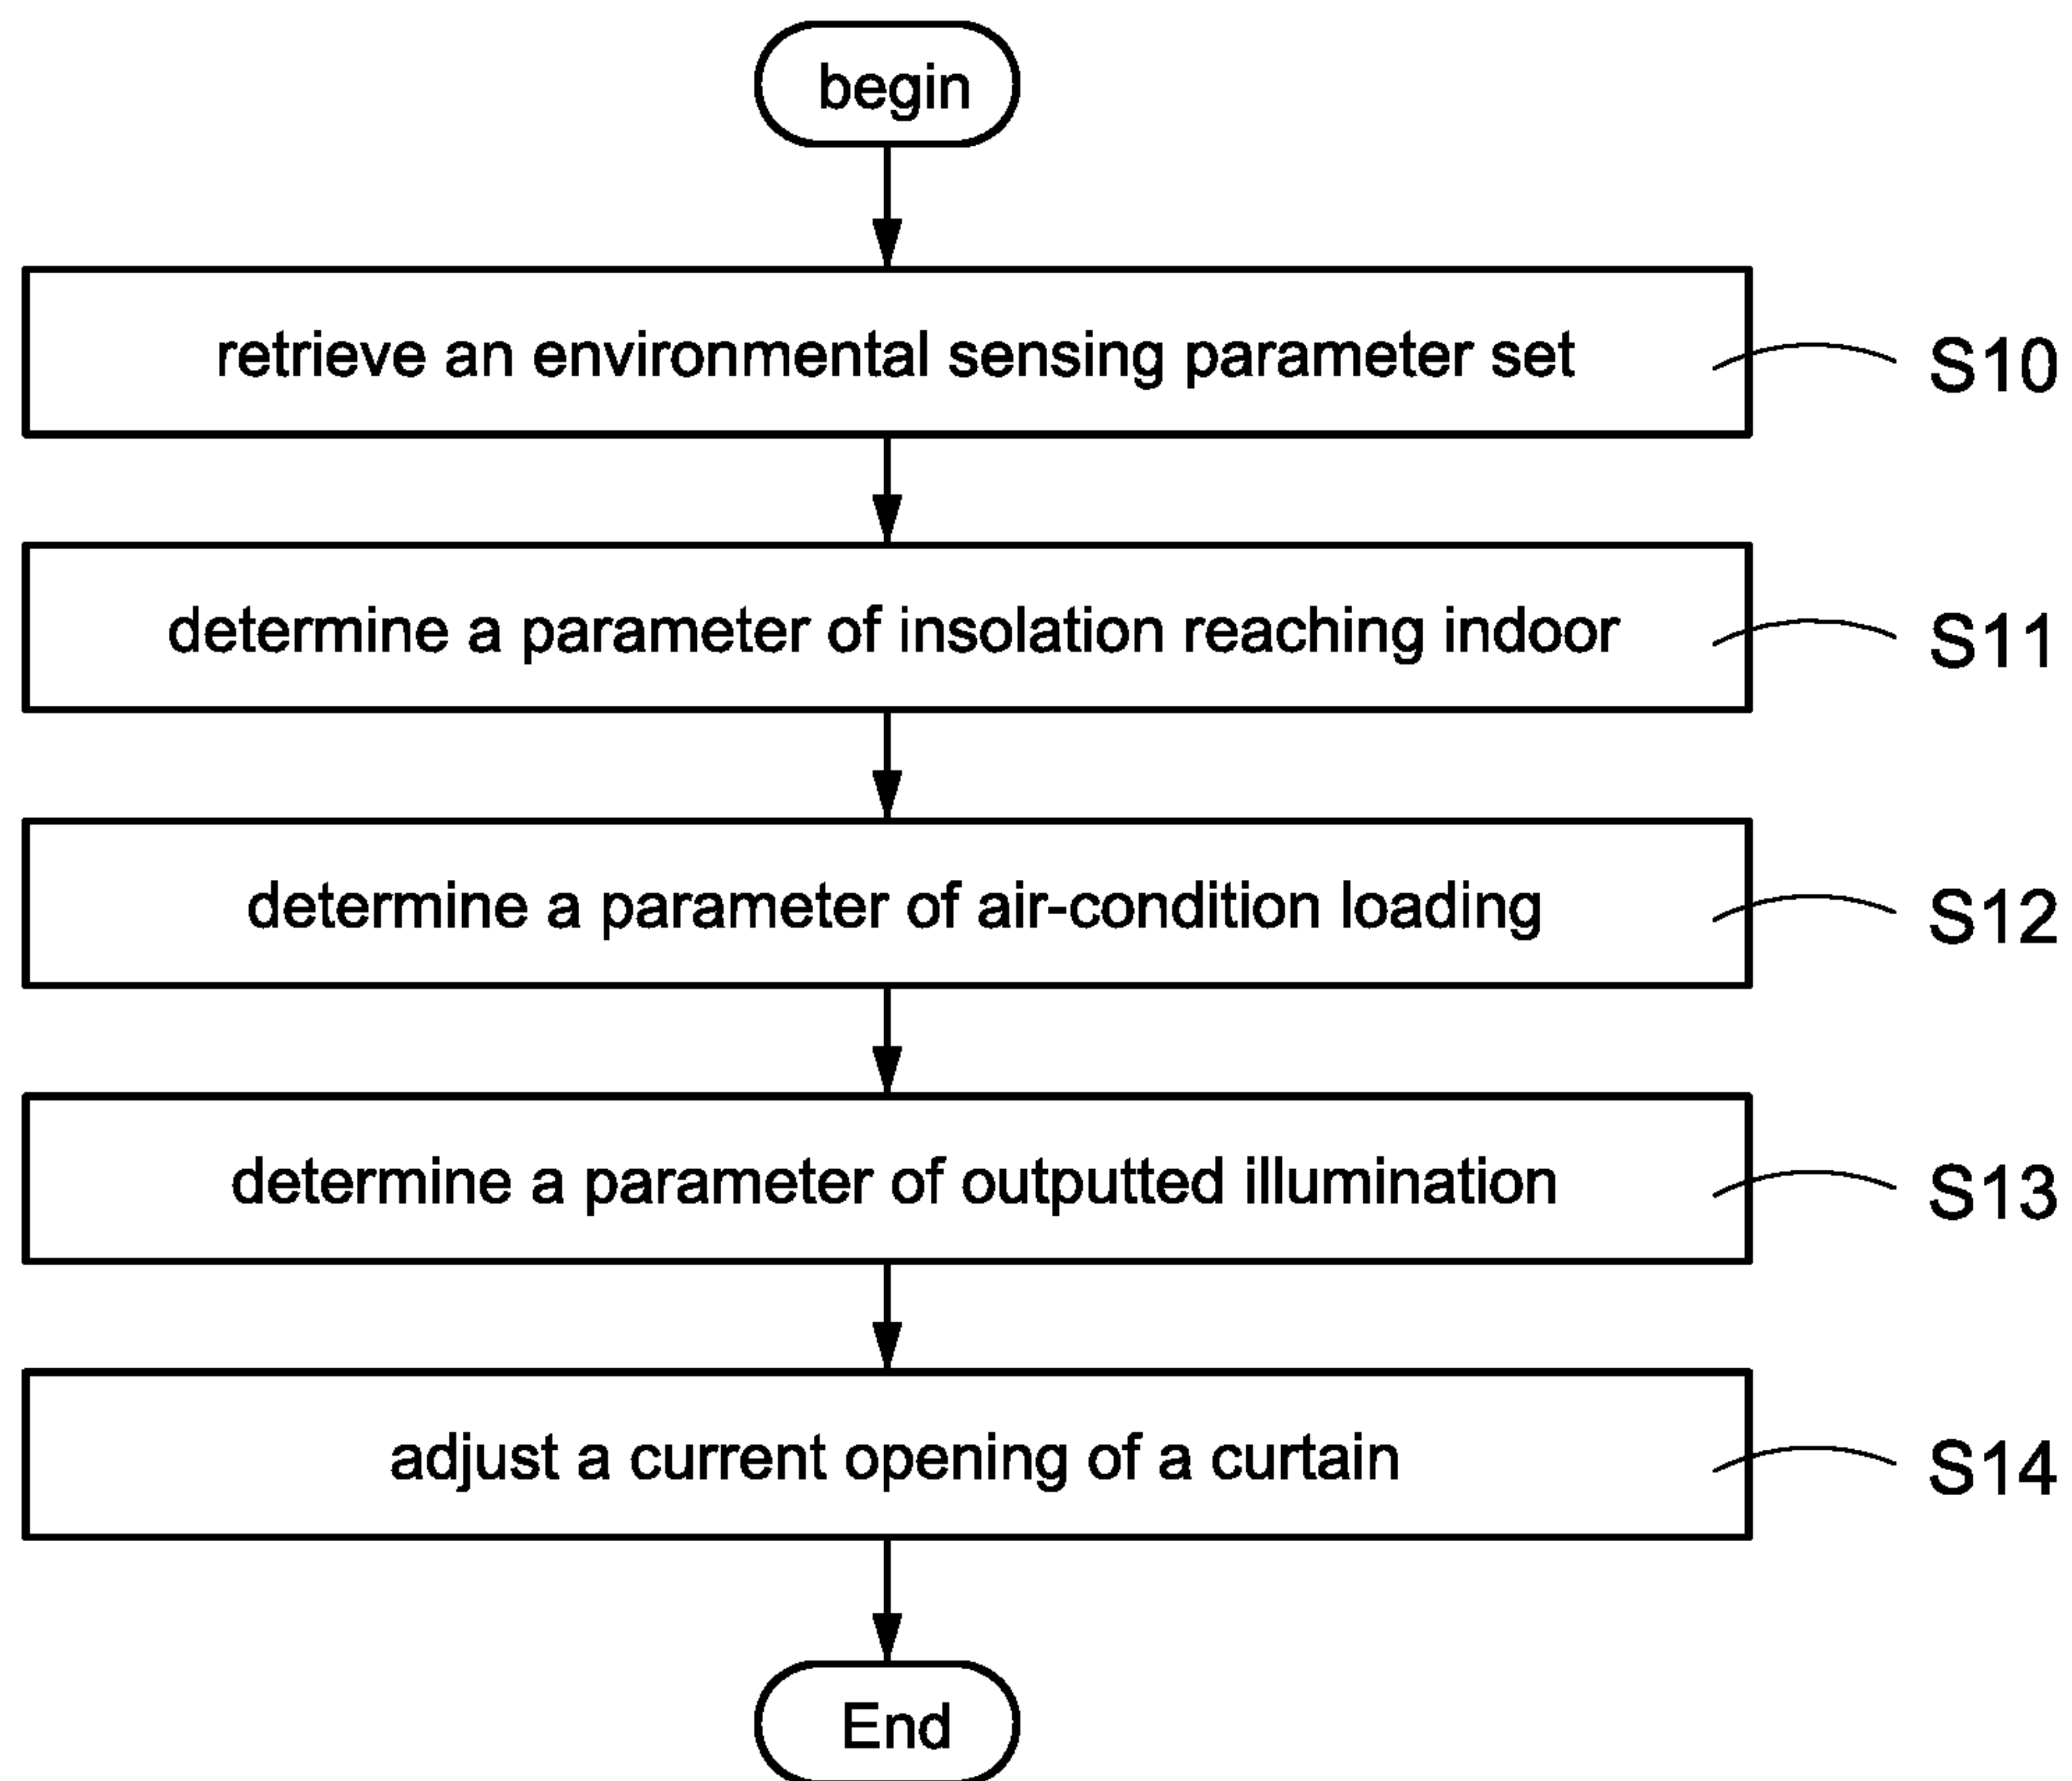 begin
retrieve an environmental sensing parameter set
S10
determine a parameter of insolation reaching indoor
S11
determine a parameter of air-condition loading
S12
determine a parameter of outputted illumination
S13
adjust a current opening of a curtain
S14
End